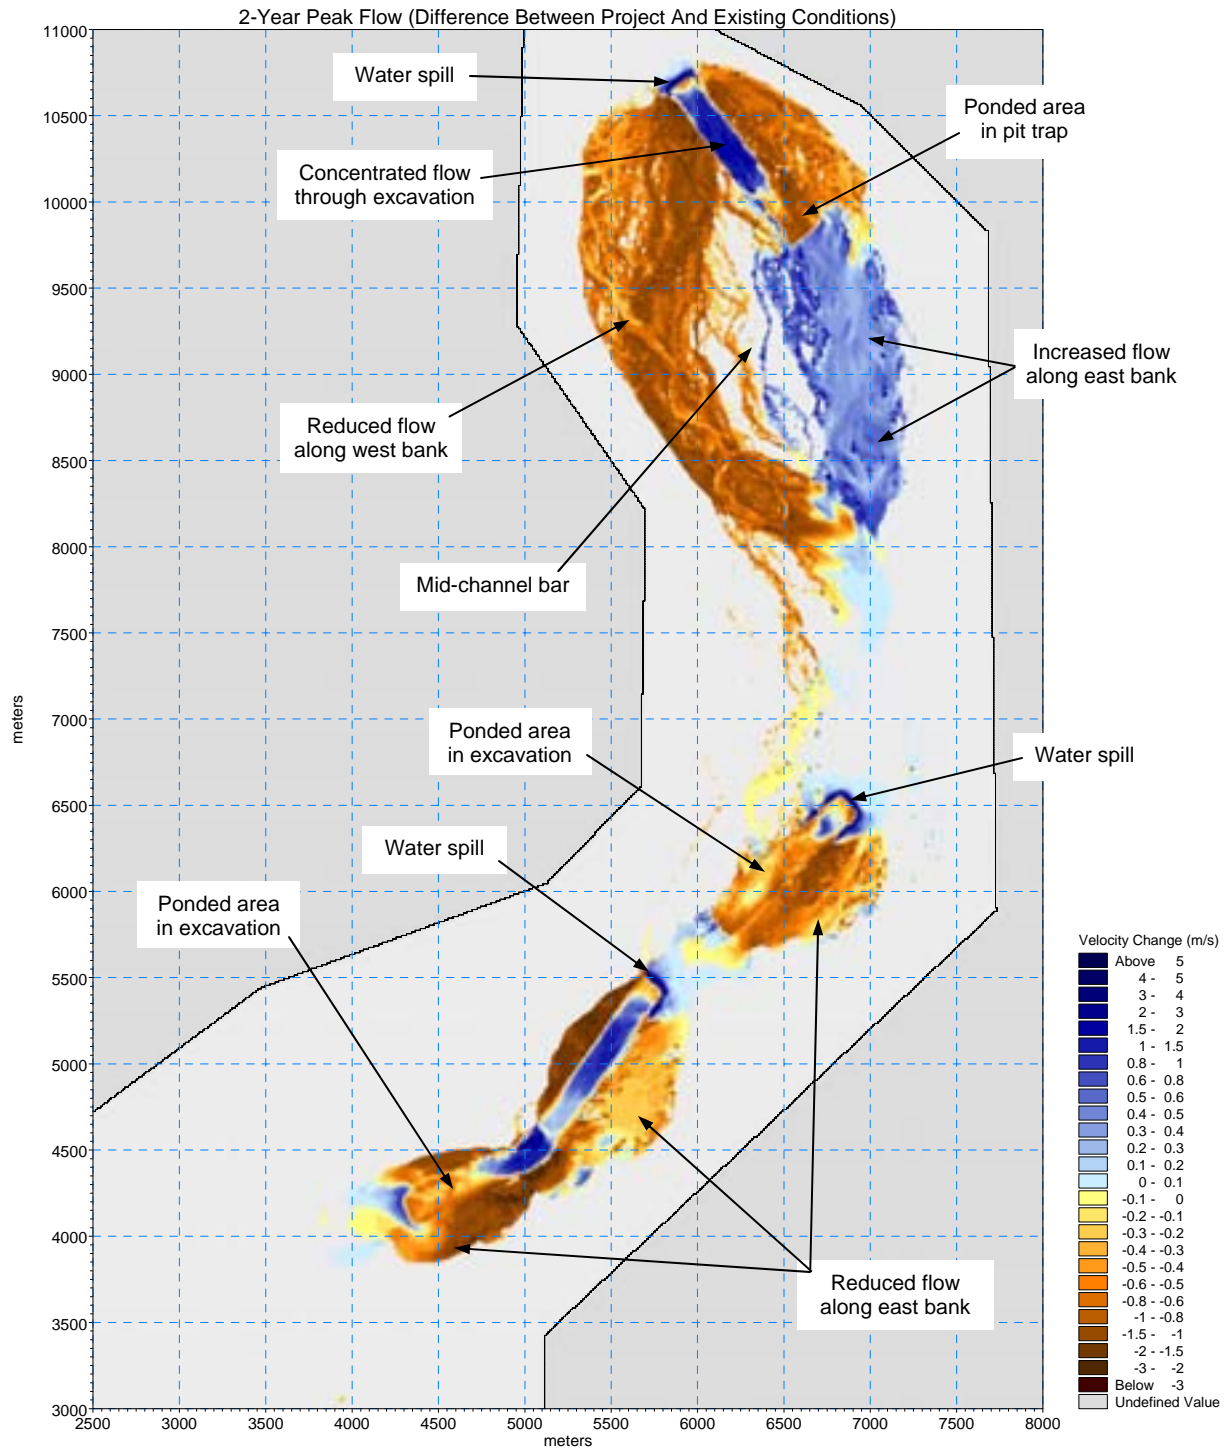 2-Year Peak Flow (Difference Between Project And Existing Conditions)
11000
10500
10000
9500
9000
8500
8000
7500
7000
6500
6000
5500
5000
4500
4000
3500
3000
meters
2500
3000
3500
4000
4500
5000
5500
6000
6500
7000
7500
8000
meters
Water spill
Ponded area
in pit trap
Concentrated flow
through excavation
Increased flow
along east bank
Reduced flow
along west bank
Mid-channel bar
Ponded area
in excavation
Water spill
Water spill
Ponded area
in excavation
Reduced flow
along east bank
Velocity Change (m/s)
Above 5
4 - 5
3 - 4
2 - 3
1.5 - 2
1 - 1.5
0.8 - 1
0.6 - 0.8
0.5 - 0.6
0.4 - 0.5
0.3 - 0.4
0.2 - 0.3
0.1 - 0.2
0 - 0.1
-0.1 - 0
-0.2 - -0.1
-0.3 - -0.2
-0.4 - -0.3
-0.5 - -0.4
-0.6 - -0.5
-0.8 - -0.6
-1 - -0.8
-1.5 - -1
-2 - -1.5
-3 - -2
Below -3
Undefined Value